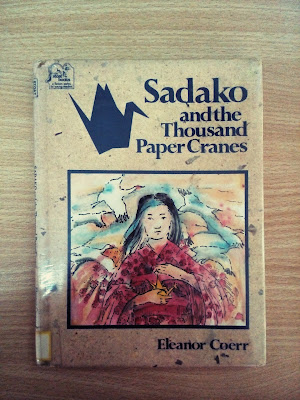 Sadako
and the
Thousand
Paper Cranes
Eleanor Coerr